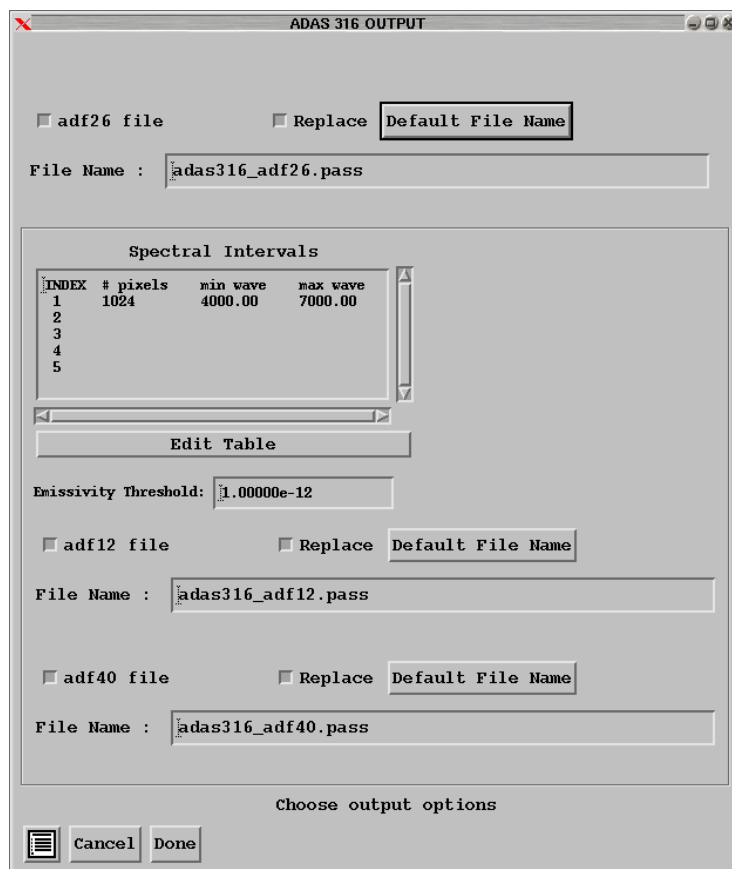 ADAS 316 OUTPUT
adf26 file Replace Default File Name
File Name : adas316_adf26.pass
Spectral Intervals
INDEX # pixels min wave max wave
1 1024 4000.00 7000.00
2
3
4
5
Edit Table
Emissivity Threshold: 1.00000e-12
adf12 file Replace Default File Name
File Name : adas316_adf12.pass
adf40 file Replace Default File Name
File Name : adas316_adf40.pass
Choose output options
Cancel Done